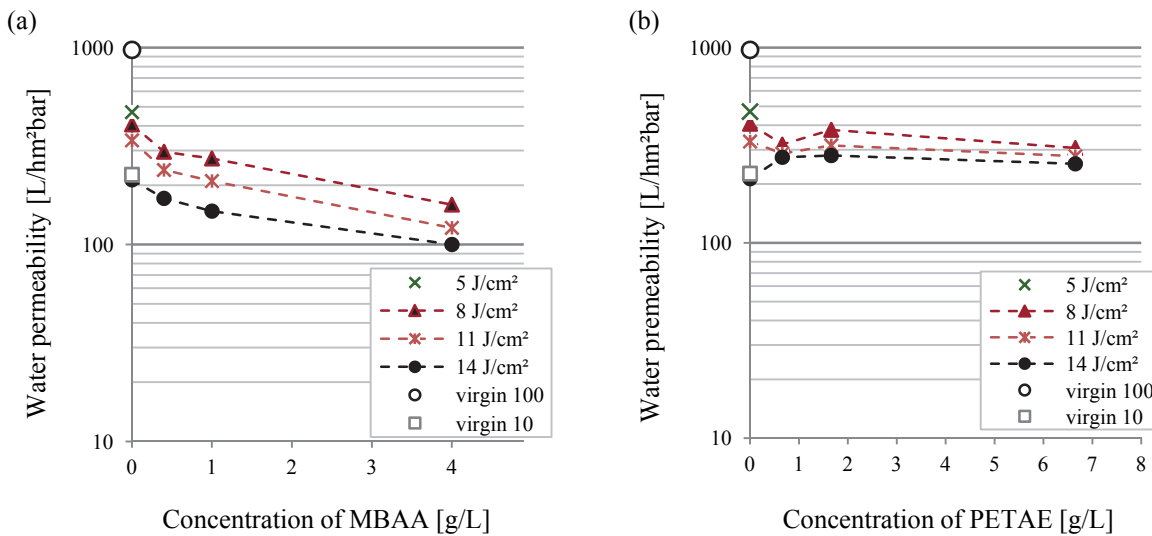 (a)
1000
100
10
Water permeability [L/hm²bar]
0
1
2
3
4
Concentration of MBAA [g/L]
5 J/cm²
8 J/cm²
11 J/cm²
14 J/cm²
virgin 100
virgin 10
(b)
1000
100
10
Water premeability [L/hm²bar]
0
1
2
3
4
5
6
7
8
Concentration of PETAE [g/L]
5 J/cm²
8 J/cm²
11 J/cm²
14 J/cm²
virgin 100
virgin 10